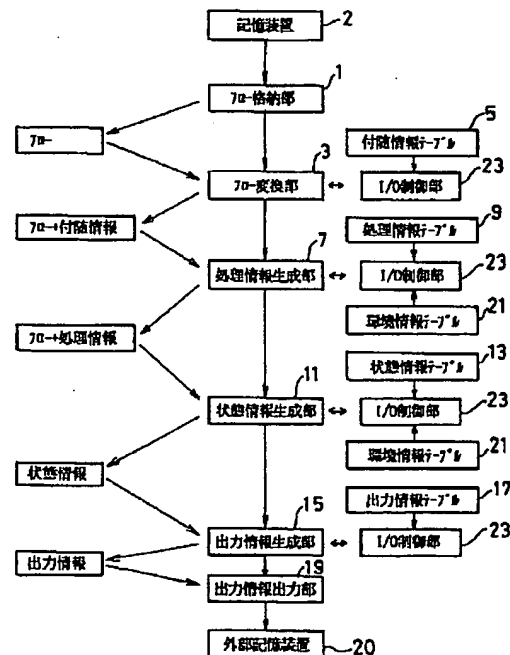 記憶装置 2
1
フロー格納部
フロー
5
付随情報テーブル
3
フロー変換部
I/O制御部 23
フロー+付随情報
9
処理情報テーブル
7
処理情報生成部
I/O制御部 23
環境情報テーブル 21
フロー+処理情報
13
状態情報テーブル
11
状態情報生成部
I/O制御部 23
環境情報テーブル 21
状態情報
出力情報テーブル 17
15
出力情報生成部
I/O制御部 23
出力情報
19
出力情報出力部
外部記憶装置 20